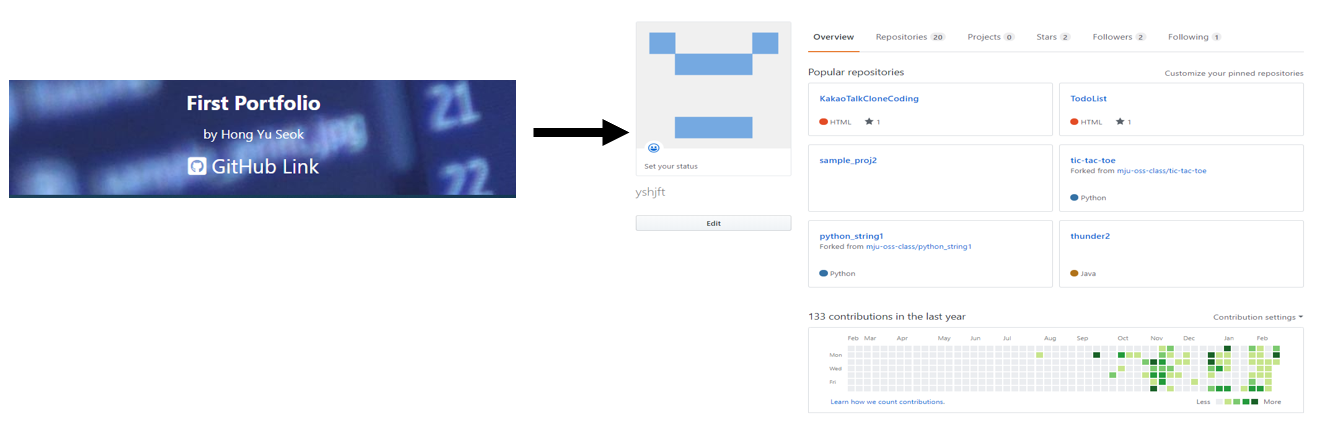 First Portfolio
by Hong Yu Seok
GitHub Link
21
22
.jpg
Set your status
yshjft
Edit
Overview Repositories 20 Projects 0 Stars 2 Followers 2 Following 1
Popular repositories
Customize your pinned repositories
KakaoTalkCloneCoding
HTML 1
TodoList
HTML 1
sample_proj2
tic-tac-toe
Forked from mju-oss-class/tic-tac-toe
Python
python_string1
Forked from mju-oss-class/python_string1
Python
thunder2
Java
133 contributions in the last year
Contribution settings
Feb Mar Apr May Jun Jul Aug Sep Oct Nov Dec Jan Feb
Mon
Wed
Fri
Learn how we count contributions.
Less More